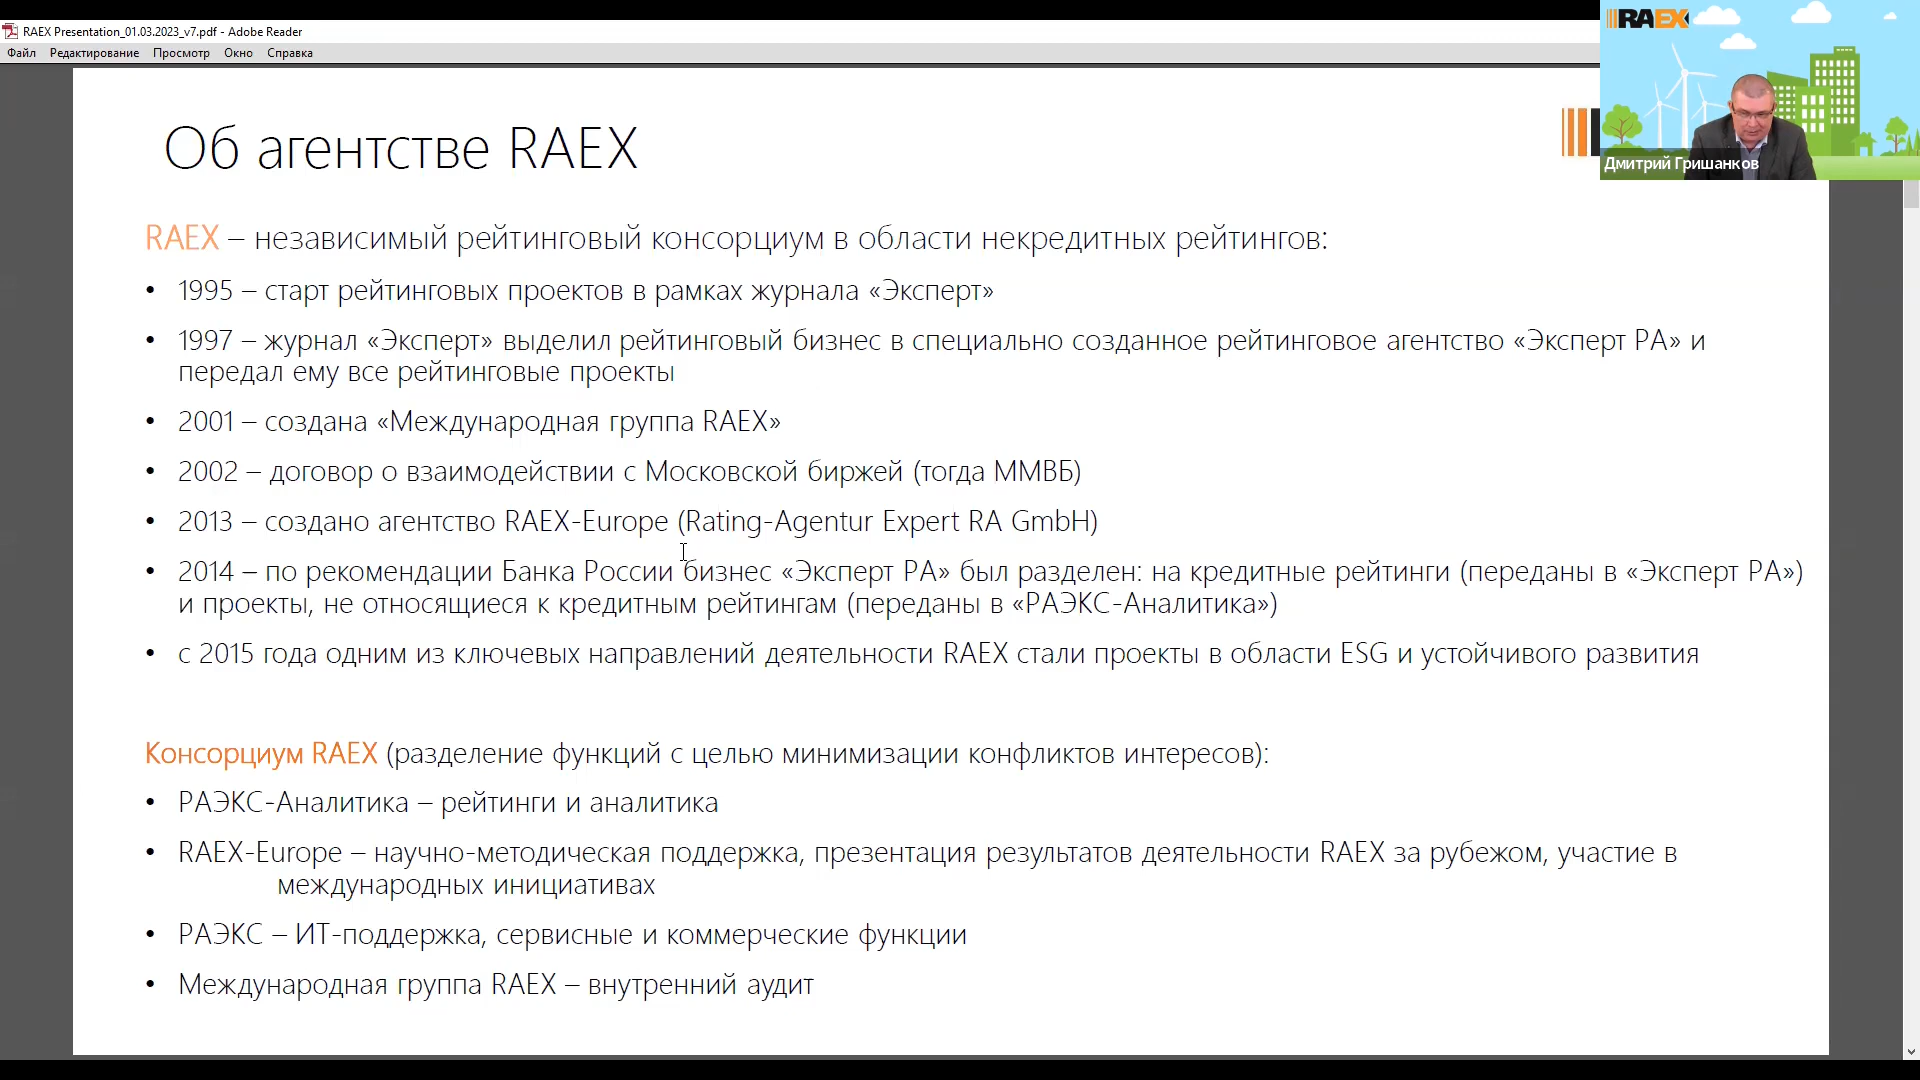 RAEX Presentation_01.03.2023_v7.pdf - Adobe Reader
Файл Редактирование Просмотр Окно Справка
RAEX
Дмитрий Гришанков
Об агентстве RAEX
RAEX – независимый рейтинговый консорциум в области некредитных рейтингов:
• 1995 – старт рейтинговых проектов в рамках журнала «Эксперт»
• 1997 – журнал «Эксперт» выделил рейтинговый бизнес в специально созданное рейтинговое агентство «Эксперт РА» и
передал ему все рейтинговые проекты
• 2001 – создана «Международная группа RAEX»
• 2002 – договор о взаимодействии с Московской биржей (тогда ММВБ)
• 2013 – создано агентство RAEX-Europe (Rating-Agentur Expert RA GmbH)
• 2014 – по рекомендации Банка России бизнес «Эксперт РА» был разделен: на кредитные рейтинги (переданы в «Эксперт РА»)
и проекты, не относящиеся к кредитным рейтингам (переданы в «РАЭКС-Аналитика»)
• с 2015 года одним из ключевых направлений деятельности RAEX стали проекты в области ESG и устойчивого развития
Консорциум RAEX (разделение функций с целью минимизации конфликтов интересов):
• РАЭКС-Аналитика – рейтинги и аналитика
• RAEX-Europe – научно-методическая поддержка, презентация результатов деятельности RAEX за рубежом, участие в
международных инициативах
• РАЭКС – ИТ-поддержка, сервисные и коммерческие функции
• Международная группа RAEX – внутренний аудит